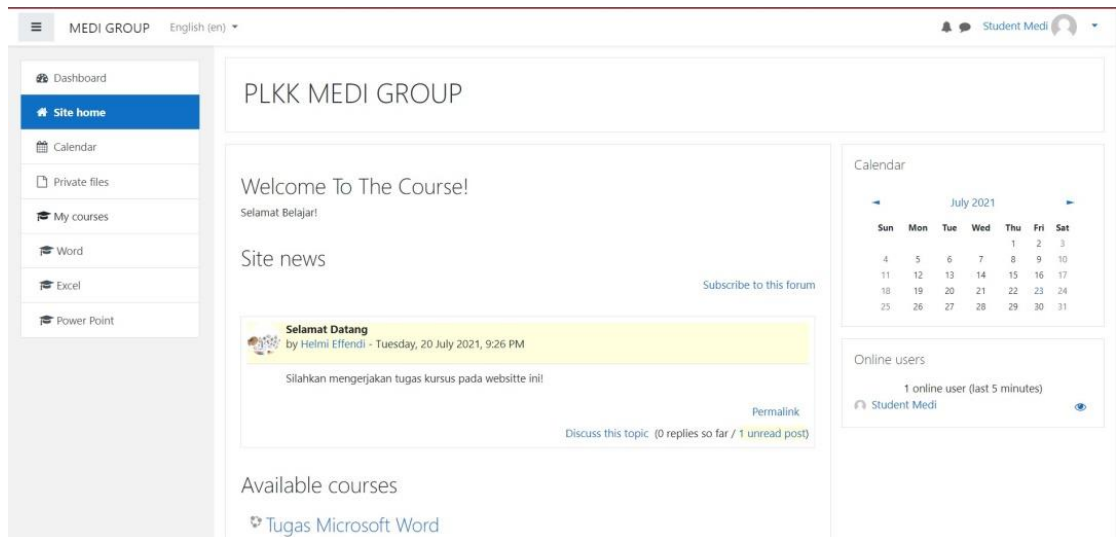 MEDI GROUP English (en)
Student Medi
Dashboard
Site home
Calendar
Private files
My courses
Word
Excel
Power Point
PLKK MEDI GROUP
Welcome To The Course!
Selamat Belajar!
Site news
Subscribe to this forum
Selamat Datang
by Helmi Effendi - Tuesday, 20 July 2021, 9:26 PM
Silahkan mengerjakan tugas kursus pada websitte ini!
Permalink
Discuss this topic (0 replies so far / 1 unread post)
Available courses
Tugas Microsoft Word
Calendar
July 2021
Sun Mon Tue Wed Thu Fri Sat
1 2 3
4 5 6 7 8 9 10
11 12 13 14 15 16 17
18 19 20 21 22 23 24
25 26 27 28 29 30 31
Online users
1 online user (last 5 minutes)
Student Medi